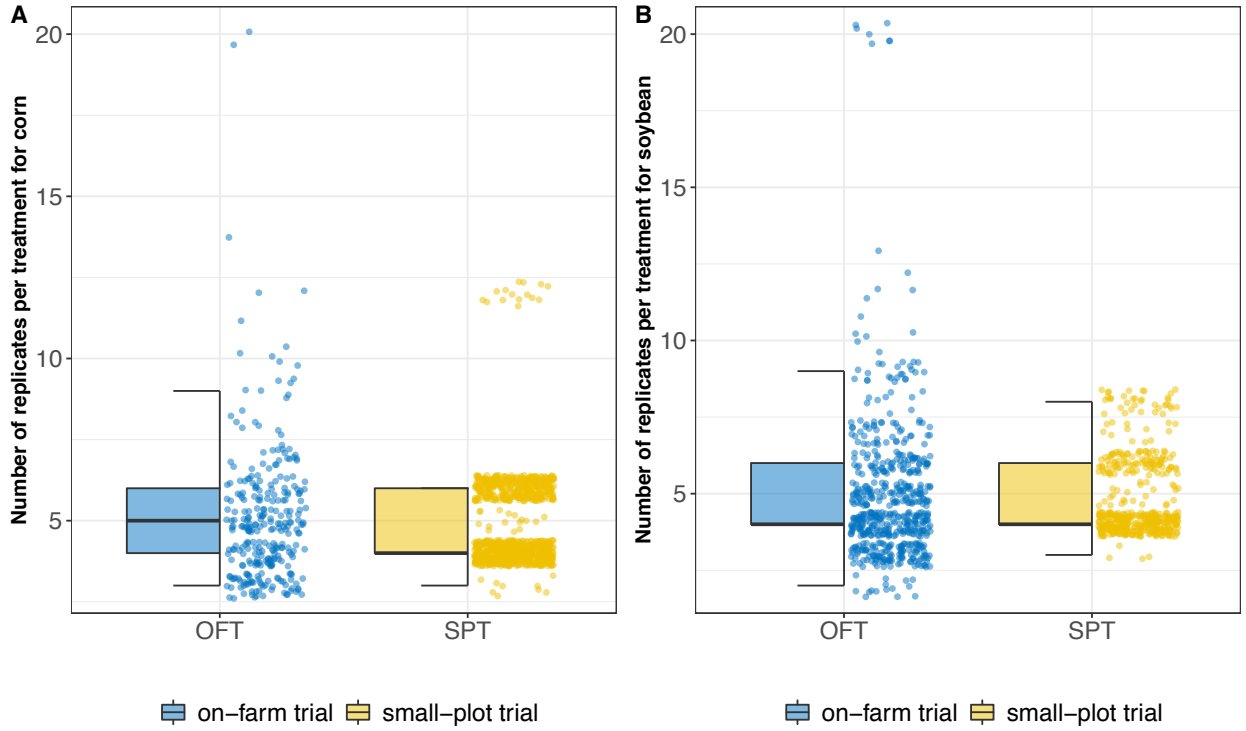 A
Number of replicates per treatment for corn
20
15
10
5
OFT
SPT
on−farm trial
small−plot trial
B
Number of replicates per treatment for soybean
20
15
10
5
OFT
SPT
on−farm trial
small−plot trial